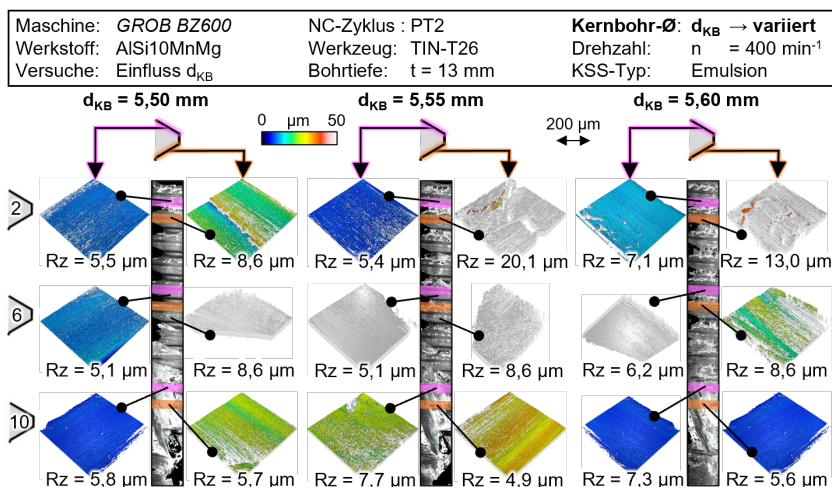 Maschine: GROB BZ600 NC-Zyklus : PT2 Kernbohr-Ø: dKB → variiert
Werkstoff: AlSi10MnMg Werkzeug: TIN-T26 Drehzahl: n = 400 min-1
Versuche: Einfluss dKB Bohrtiefe: t = 13 mm KSS-Typ: Emulsion
dKB = 5,50 mm dKB = 5,55 mm dKB = 5,60 mm
0 µm 50
200 µm
2
Rz = 5,5 µm Rz = 8,6 µm Rz = 5,4 µm Rz = 20,1 µm Rz = 7,1 µm Rz = 13,0 µm
6
Rz = 5,1 µm Rz = 8,6 µm Rz = 5,1 µm Rz = 8,6 µm Rz = 6,2 µm Rz = 8,6 µm
10
Rz = 5,8 µm Rz = 5,7 µm Rz = 7,7 µm Rz = 4,9 µm Rz = 7,3 µm Rz = 5,6 µm